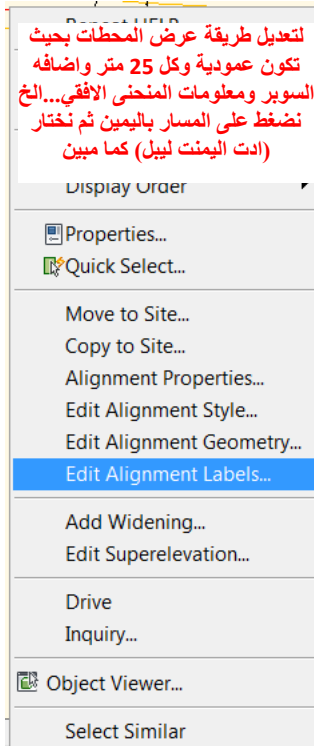 لتعديل طريقة عرض المحطات بحيث
تكون عمودية وكل 25 متر واضافه
السوبر ومعلومات المنحنى الافقي...الخ
نضغط على المسار باليمين ثم نختار
(ادت اليمنت ليبل) كما مبين
Display Order
Properties...
Quick Select...
Move to Site...
Copy to Site...
Alignment Properties...
Edit Alignment Style...
Edit Alignment Geometry...
Edit Alignment Labels...
Add Widening...
Edit Superelevation...
Drive
Inquiry...
Object Viewer...
Select Similar